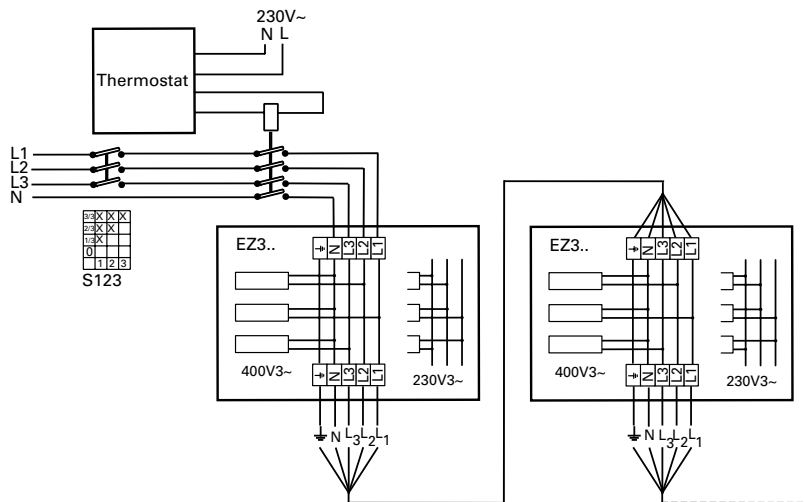 230V~
N L
Thermostat
L1
L2
L3
N
3/3 X X X
2/3 X X
1/3 X
0
1 2 3
S123
EZ3..
⏚ N L3 L2 L1
400V3~
230V3~
⏚ N L3 L2 L1
⏚ N L3 L2 L1
EZ3..
⏚ N L3 L2 L1
400V3~
230V3~
⏚ N L3 L2 L1
⏚ N L3 L2 L1